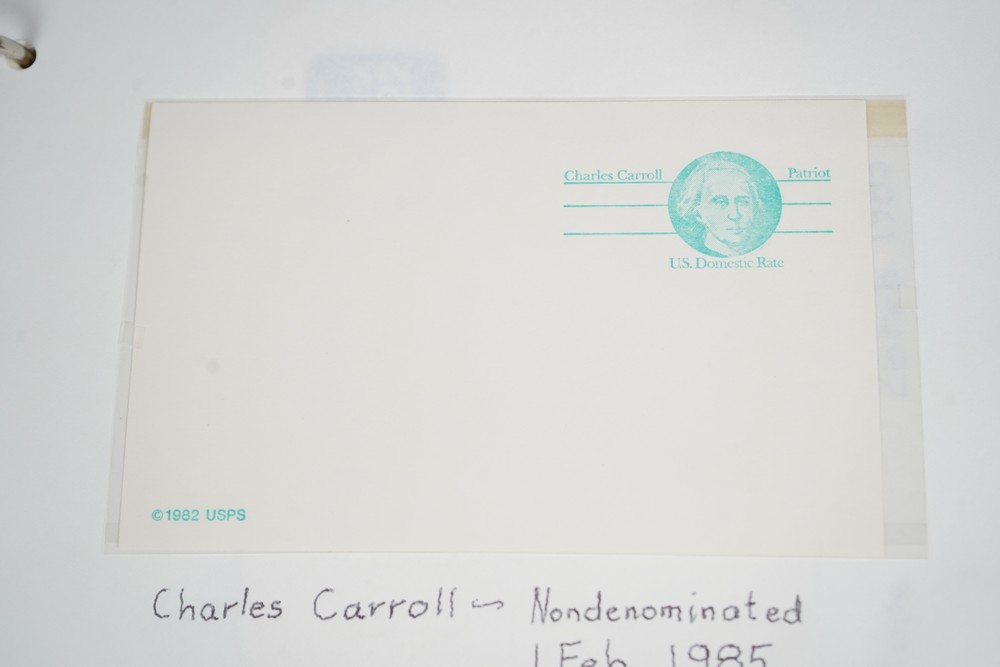 Charles Carroll Patriot
U.S. Domestic Rate
©1982 USPS
Charles Carroll - Nondenominated
1 Feb 1985